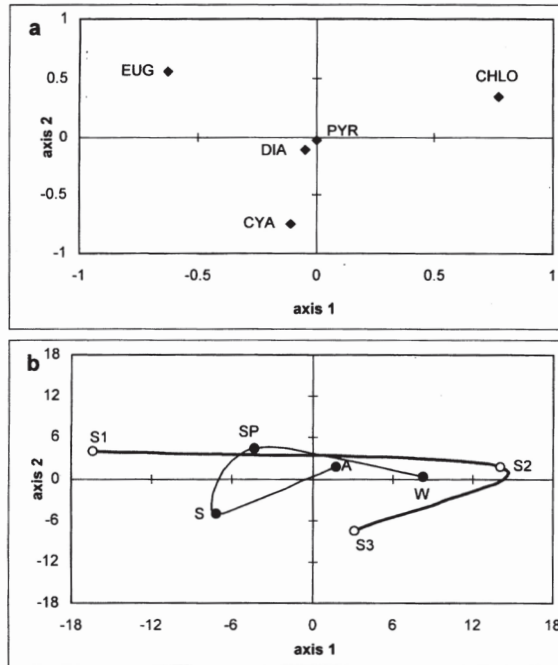 a
1
EUG
CHLO
0.5
axis 2
0
PYR
DIA
-0.5
CYA
-1
-1 -0.5 0 0.5 1
axis 1
b
18
12
S1
SP
6
A
S2
axis 2
0
W
S
-6
S3
-12
-18
-18 -12 -6 0 6 12 18
axis 1